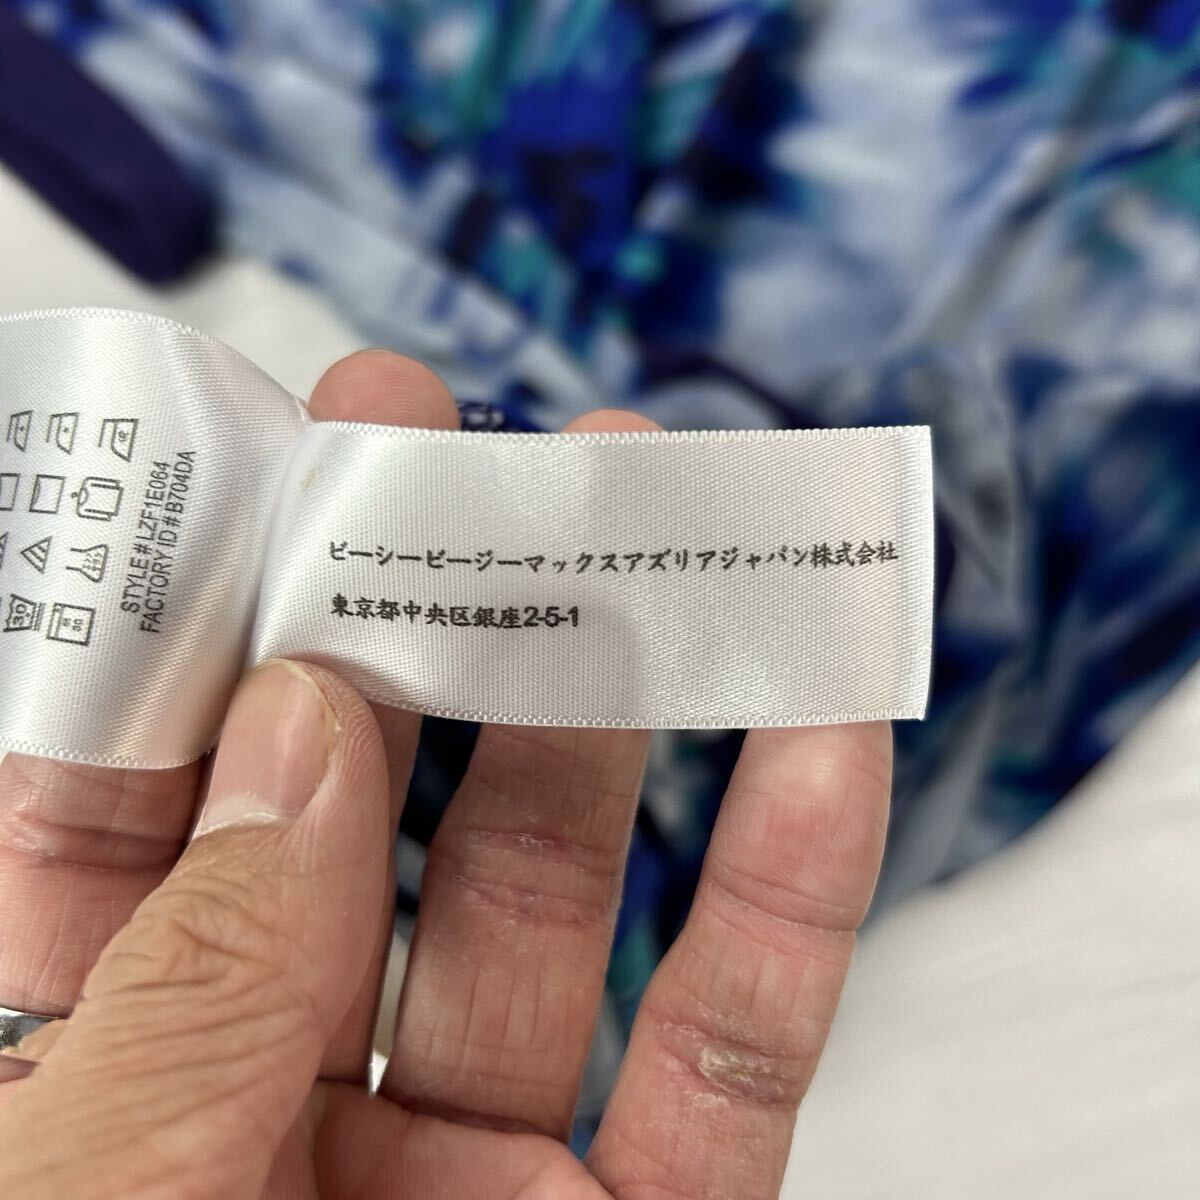 ビーシービージーマックスアズリアジャパン株式会社
東京都中央区銀座2-5-1
STYLE#LZF1E064
FACTORY ID#B704DA
30